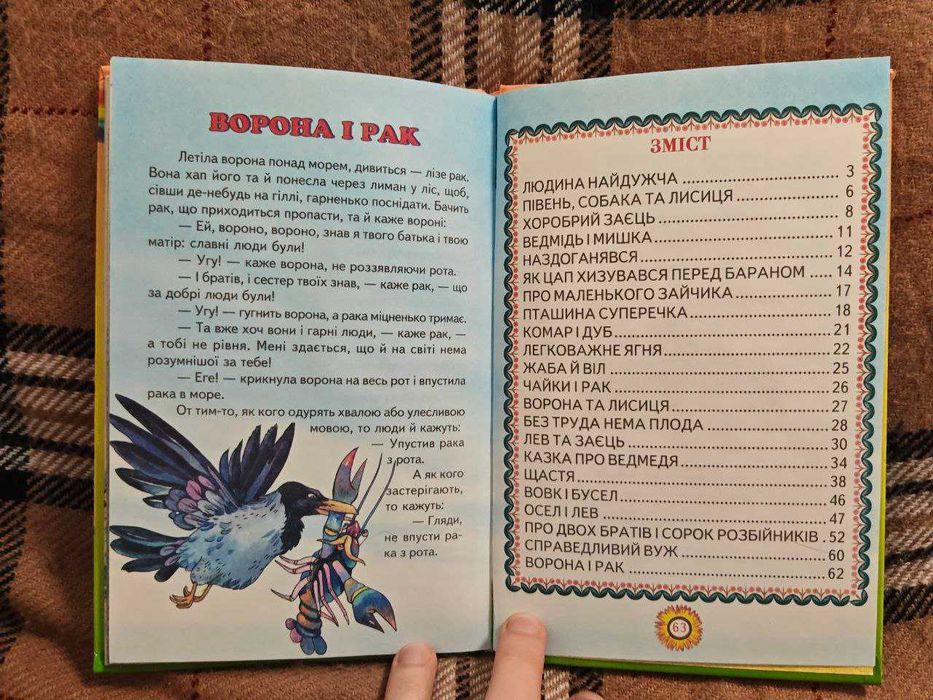 ВОРОНА І РАК
Летіла ворона понад морем, дивиться — лізе рак.
Вона хап його та й понесла через лиман у ліс, щоб,
сівши де-небудь на гіллі, гарненько поснідати. Бачить
рак, що приходиться пропасти, та й каже вороні:
— Ей, вороно, вороно, знав я твого батька і твою
матір: славні люди були!
— Угу! — каже ворона, не роззявляючи рота.
— І братів, і сестер твоїх знав, — каже рак, — що
за добрі люди були!
— Угу! — гугнить ворона, а рака міцненько тримає.
— Та вже хоч вони і гарні люди, — каже рак, —
а тобі не рівня. Мені здається, що й на світі нема
розумнішої за тебе!
— Еге! — крикнула ворона на весь рот і впустила
рака в море.
От тим-то, як кого одурять хвалою або улесливою
мовою, то люди й кажуть:
— Упустив рака
з рота.
А як кого
застерігають,
то кажуть:
— Гляди,
не впусти ра-
ка з рота.
ЗМІСТ
ЛЮДИНА НАЙДУЖЧА ..................... 3
ПІВЕНЬ, СОБАКА ТА ЛИСИЦЯ ............... 6
ХОРОБРИЙ ЗАЄЦЬ ........................ 8
ВЕДМІДЬ І МИШКА ........................ 11
НАЗДОГАНЯВСЯ ........................ 12
ЯК ЦАП ХИЗУВАВСЯ ПЕРЕД БАРАНОМ .... 14
ПРО МАЛЕНЬКОГО ЗАЙЧИКА ............... 17
ПТАШИНА СУПЕРЕЧКА ..................... 18
КОМАР І ДУБ ........................... 21
ЛЕГКОВАЖНЕ ЯГНЯ ........................ 22
ЖАБА Й ВІЛ ........................... 25
ЧАЙКИ І РАК ........................... 26
ВОРОНА ТА ЛИСИЦЯ ..................... 27
БЕЗ ТРУДА НЕМА ПЛОДА .................. 28
ЛЕВ ТА ЗАЄЦЬ ........................ 30
КАЗКА ПРО ВЕДМЕДЯ ..................... 34
ЩАСТЯ .............................. 38
ВОВК І БУСЕЛ ........................ 46
ОСЕЛ І ЛЕВ ........................... 47
ПРО ДВОХ БРАТІВ І СОРОК РОЗБІЙНИКІВ . 52
СПРАВЕДЛИВИЙ ВУЖ ..................... 60
ВОРОНА І РАК ........................ 62
63